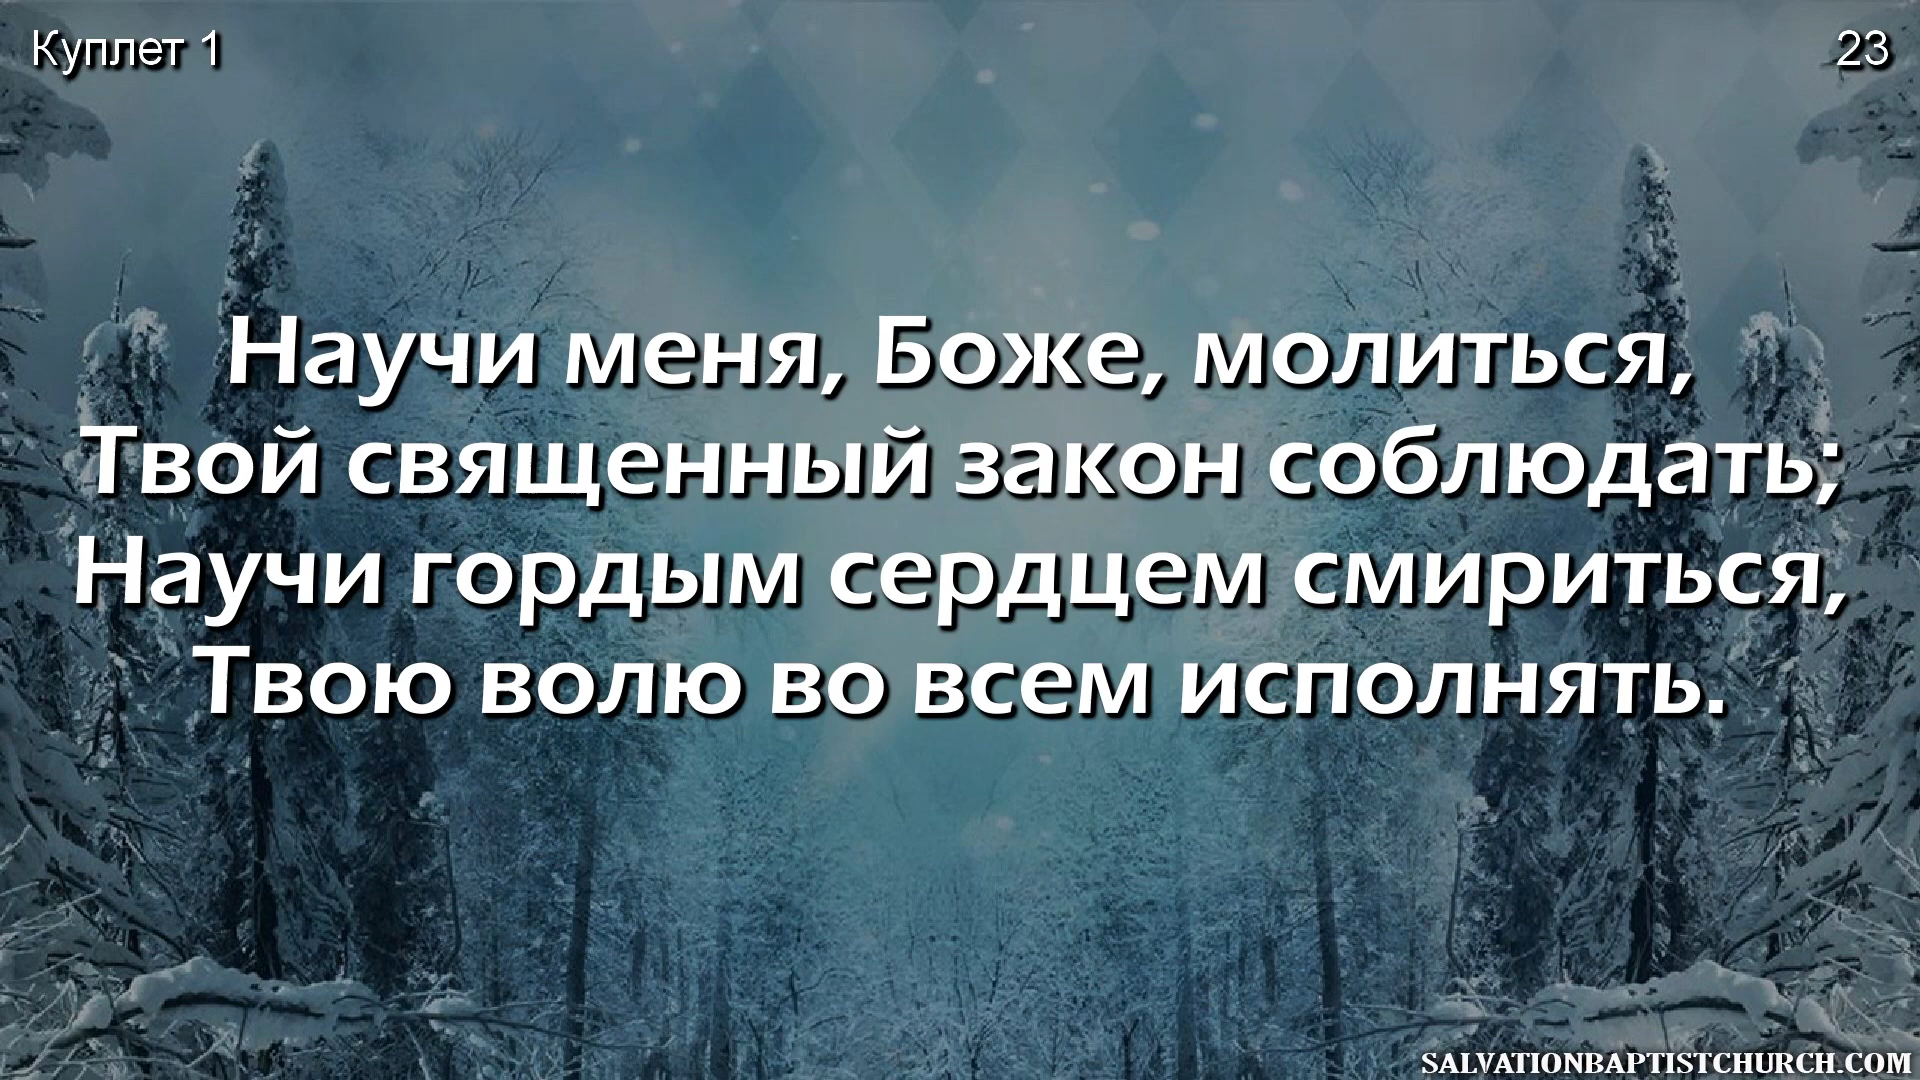 Куплет 1
23
Научи меня, Боже, молиться,
Твой священный закон соблюдать;
Научи гордым сердцем смириться,
Твою волю во всем исполнять.
SALVATIONBAPTISTCHURCH.COM